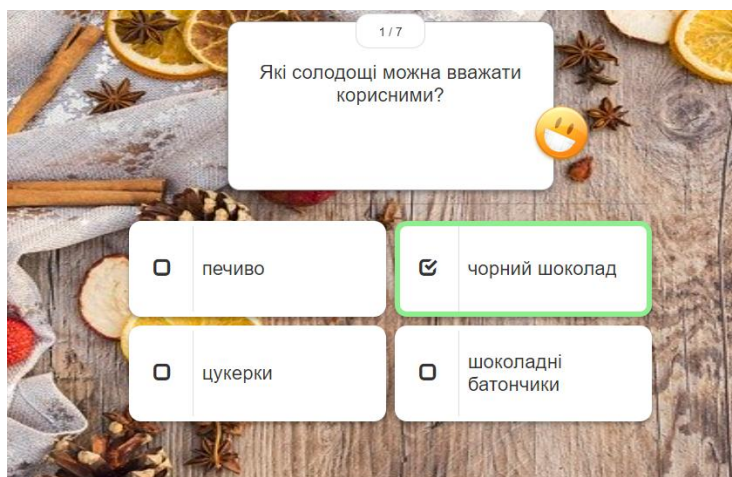 1 / 7
Які солодощі можна вважати
корисними?
печиво
чорний шоколад
цукерки
шоколадні
батончики